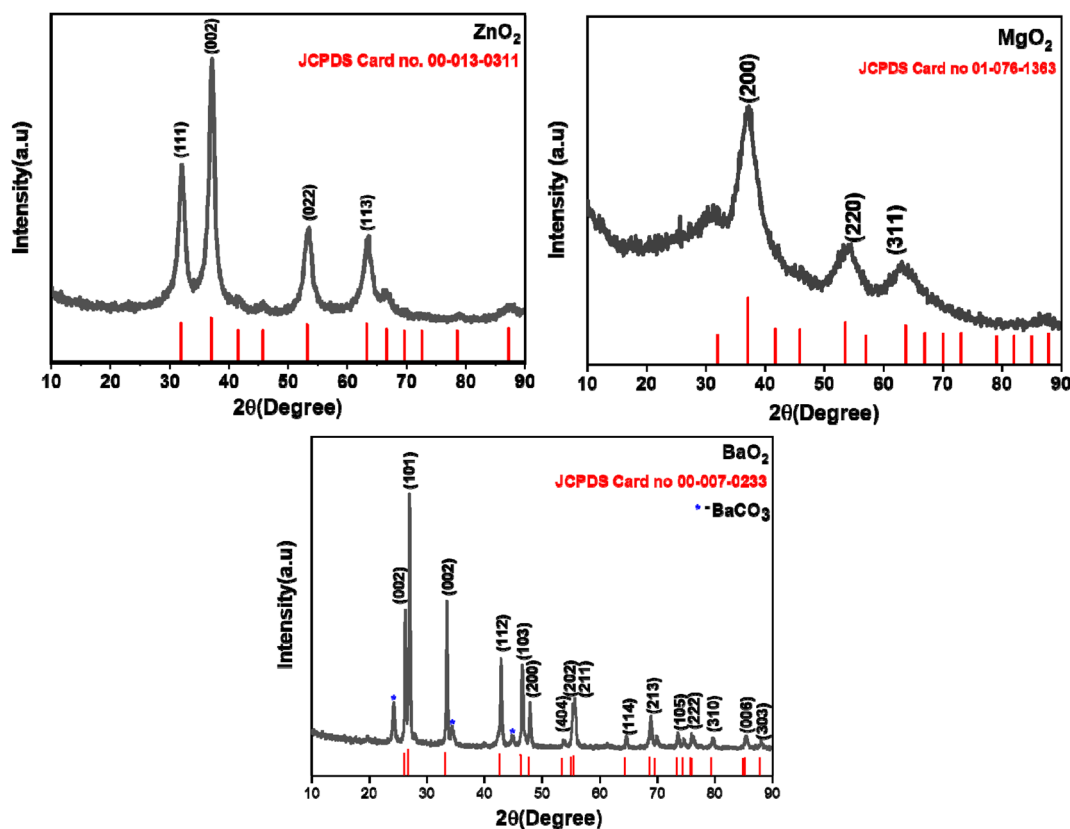 ZnO2
JCPDS Card no. 00-013-0311
(111)
(002)
(022)
(113)
Intensity(a.u)
10 20 30 40 50 60 70 80 90
2θ(Degree)
MgO2
JCPDS Card no 01-076-1363
(200)
(220)
(311)
Intensity (a.u)
10 20 30 40 50 60 70 80 90
2θ(Degree)
BaO2
JCPDS Card no 00-007-0233
*-BaCO3
*
(002)
(101)
(002)
*
(112)
*
(103)
(200)
(404)
(202)
(211)
(114)
(213)
(105)
(222)
(310)
(006)
(303)
Intensity(a.u)
10 20 30 40 50 60 70 80 90
2θ(Degree)